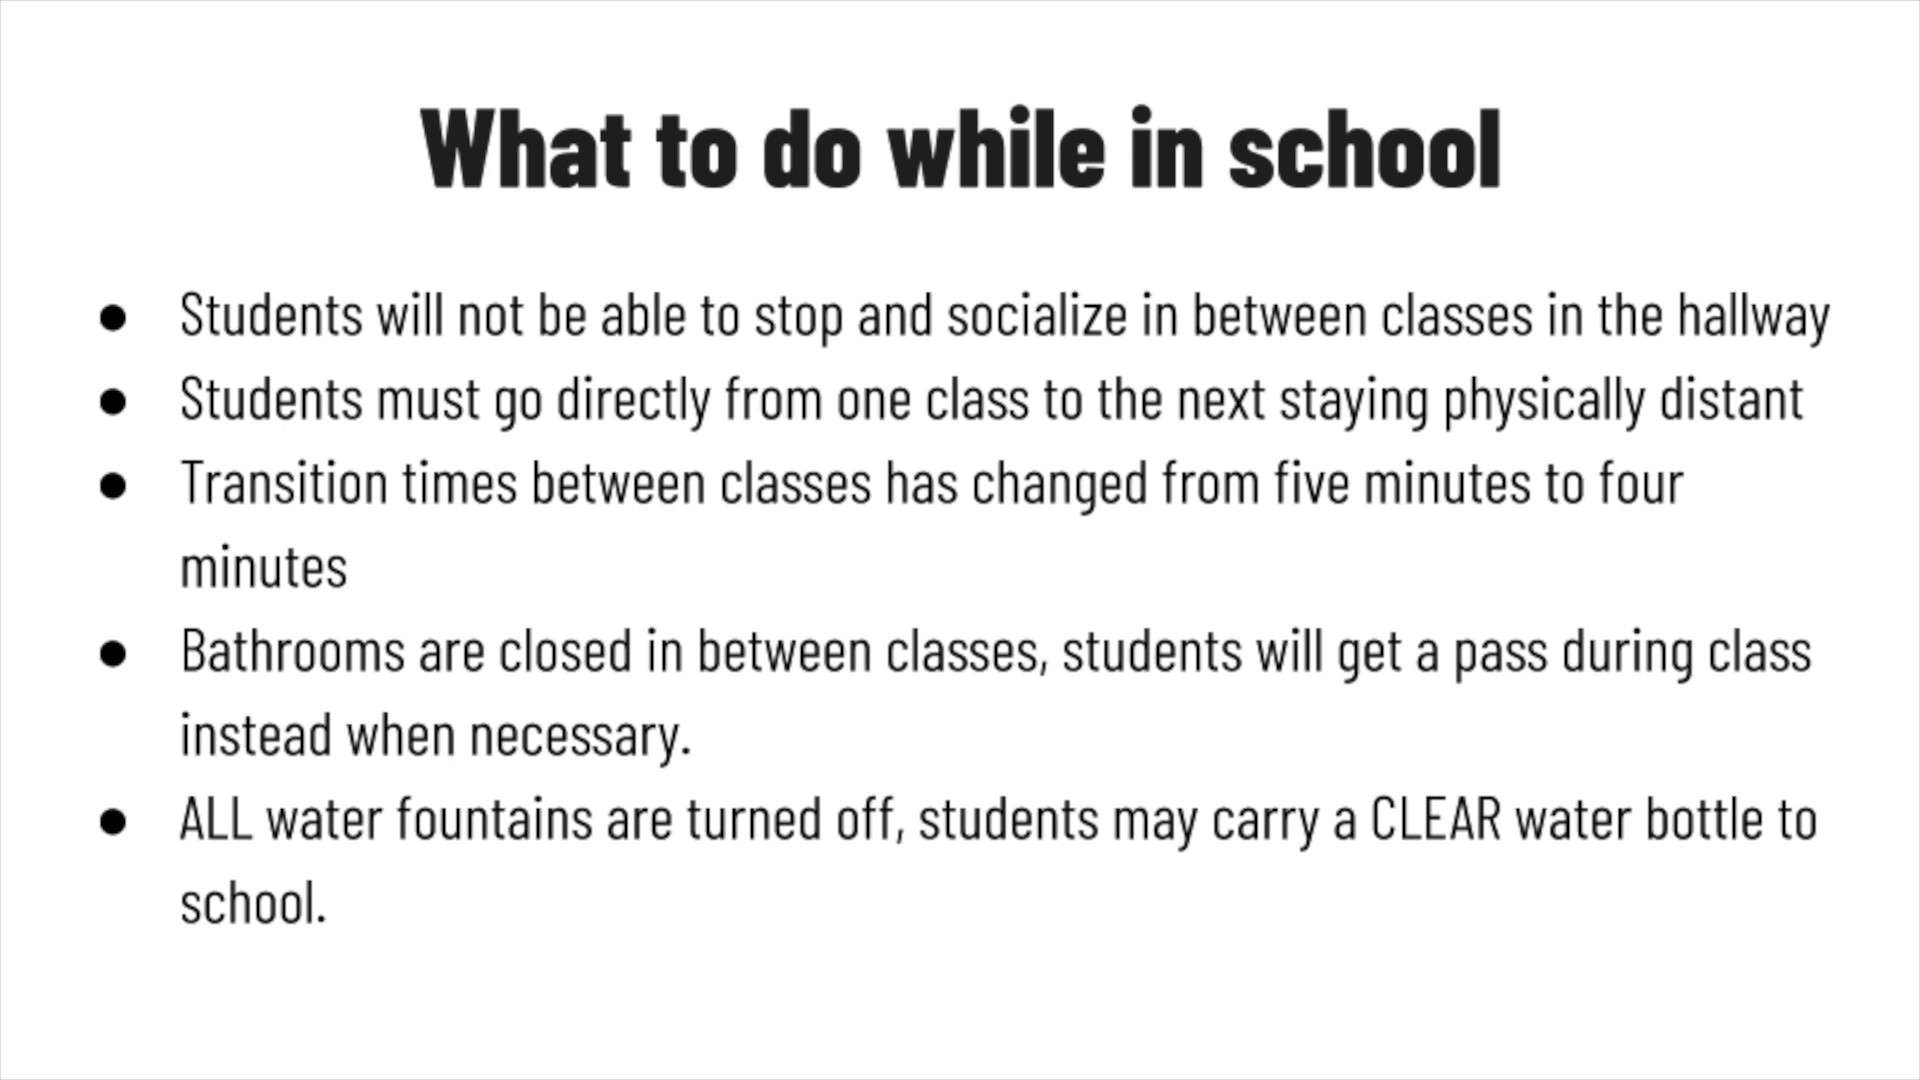 What to do while in school
● Students will not be able to stop and socialize in between classes in the hallway
● Students must go directly from one class to the next staying physically distant
● Transition times between classes has changed from five minutes to four
minutes
● Bathrooms are closed in between classes, students will get a pass during class
instead when necessary.
● ALL water fountains are turned off, students may carry a CLEAR water bottle to
school.